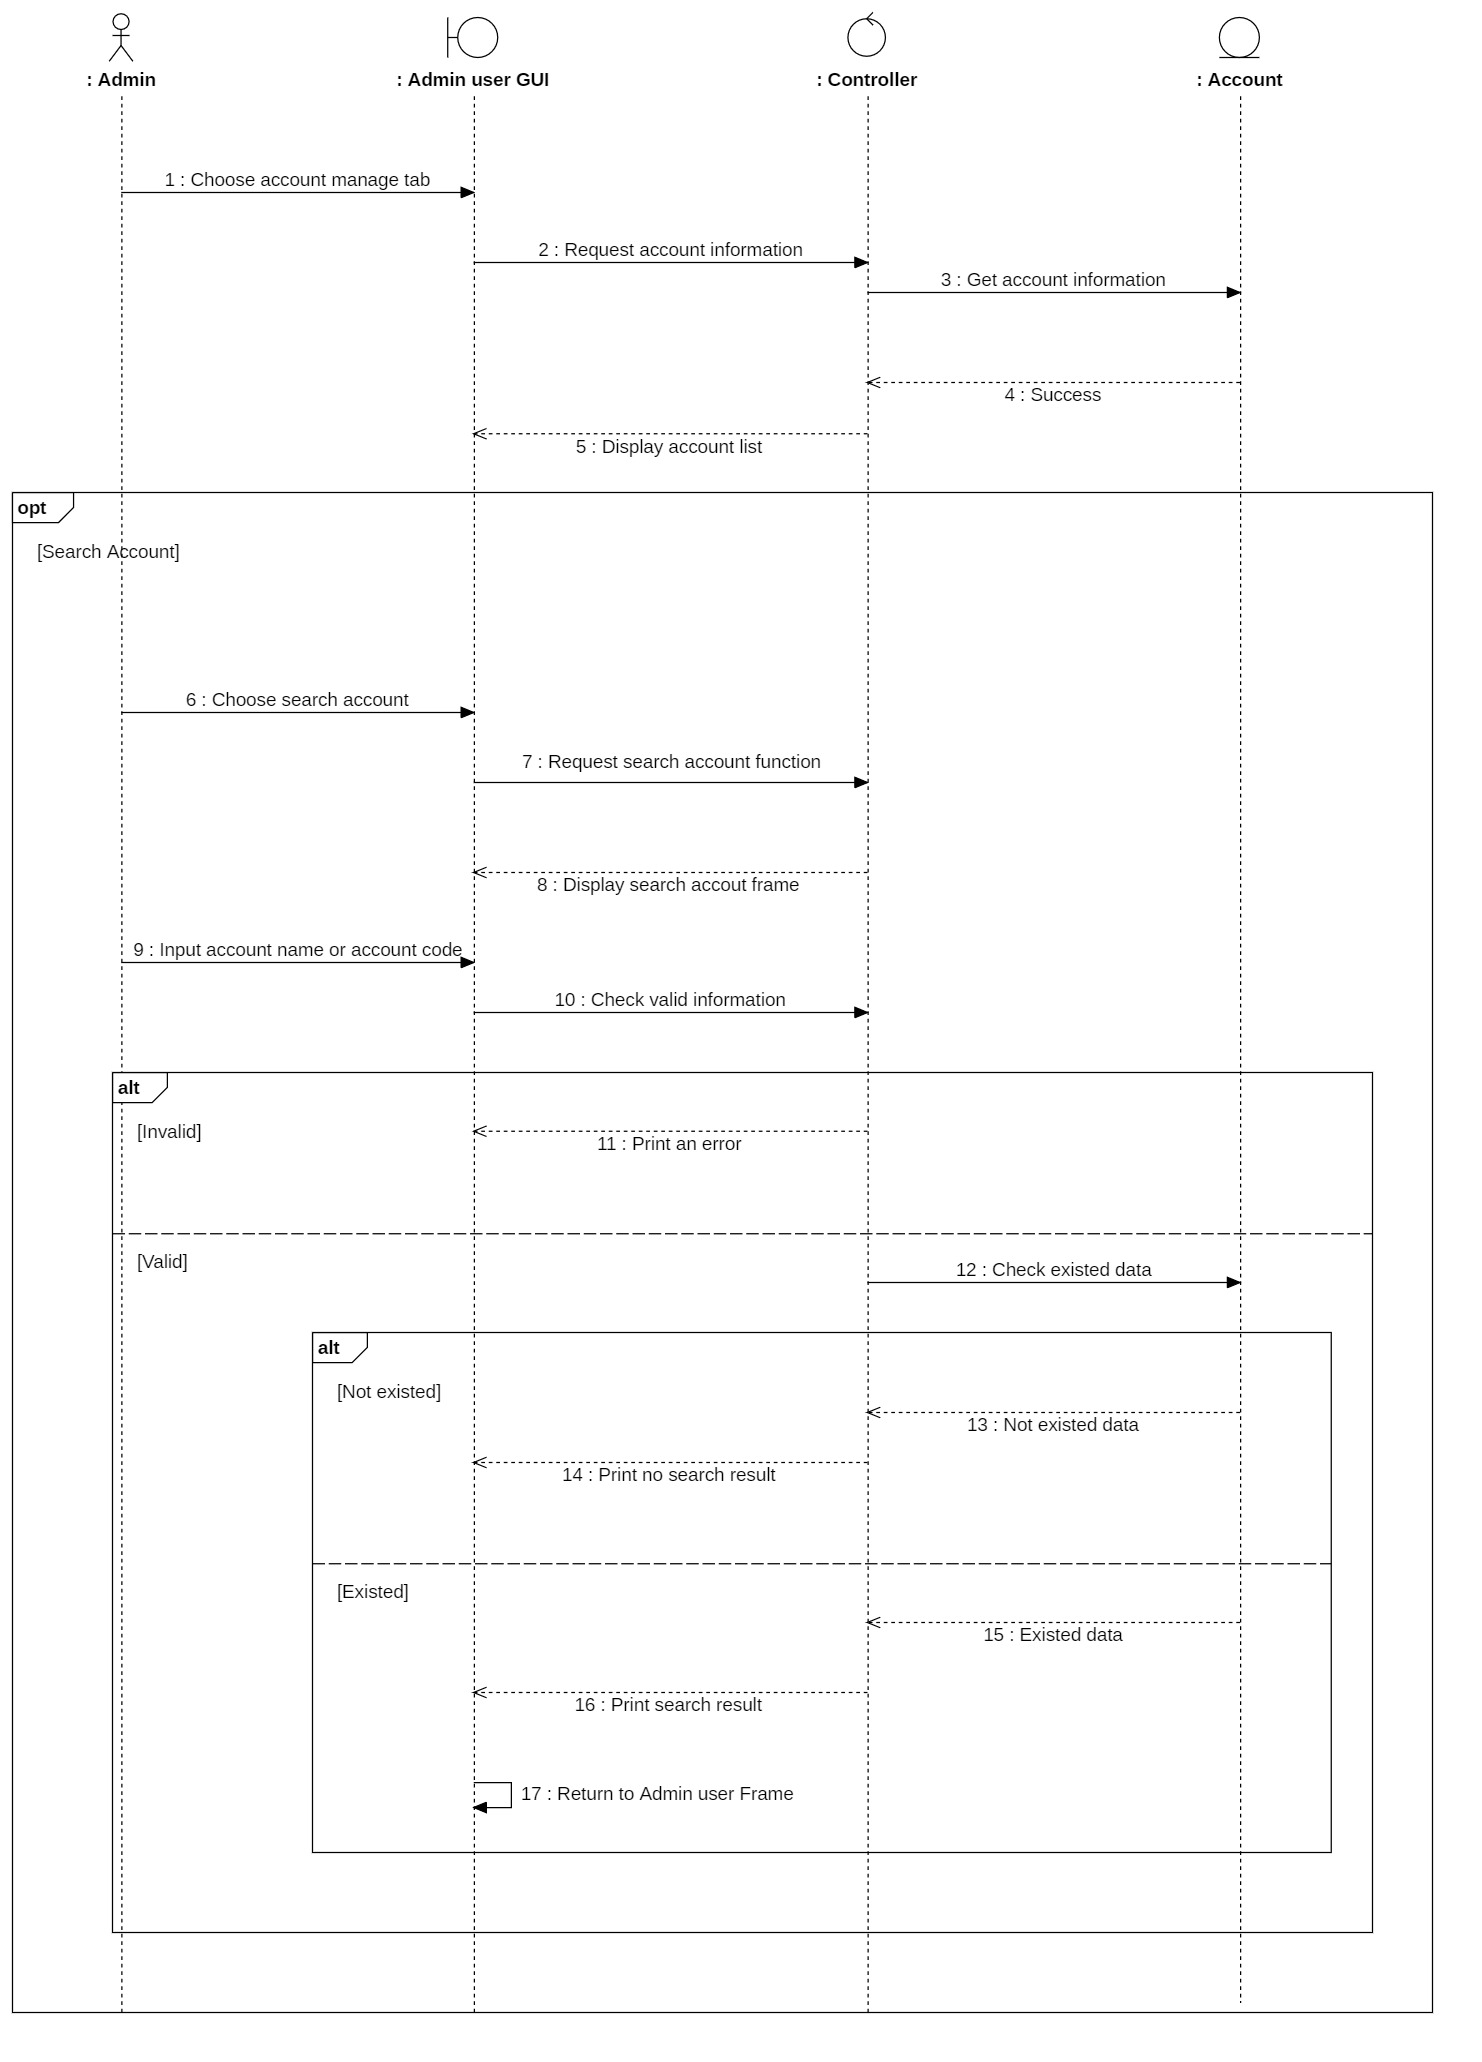 : Admin
: Admin user GUI
: Controller
: Account
1 : Choose account manage tab
2 : Request account information
3 : Get account information
4 : Success
5 : Display account list
opt
[Search Account]
6 : Choose search account
7 : Request search account function
8 : Display search accout frame
9 : Input account name or account code
10 : Check valid information
alt
[Invalid]
11 : Print an error
[Valid]
12 : Check existed data
alt
[Not existed]
13 : Not existed data
14 : Print no search result
[Existed]
15 : Existed data
16 : Print search result
17 : Return to Admin user Frame